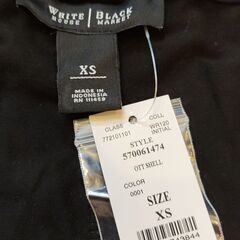 WHITE HOUSE | BLACK MARKET
XS
MADE IN
INDONESIA
RN 111459
CLASS COLL
772101101 WR120
INITIAL
STYLE
570061474
OTT SHELL
COLOR
0001
SIZE
XS